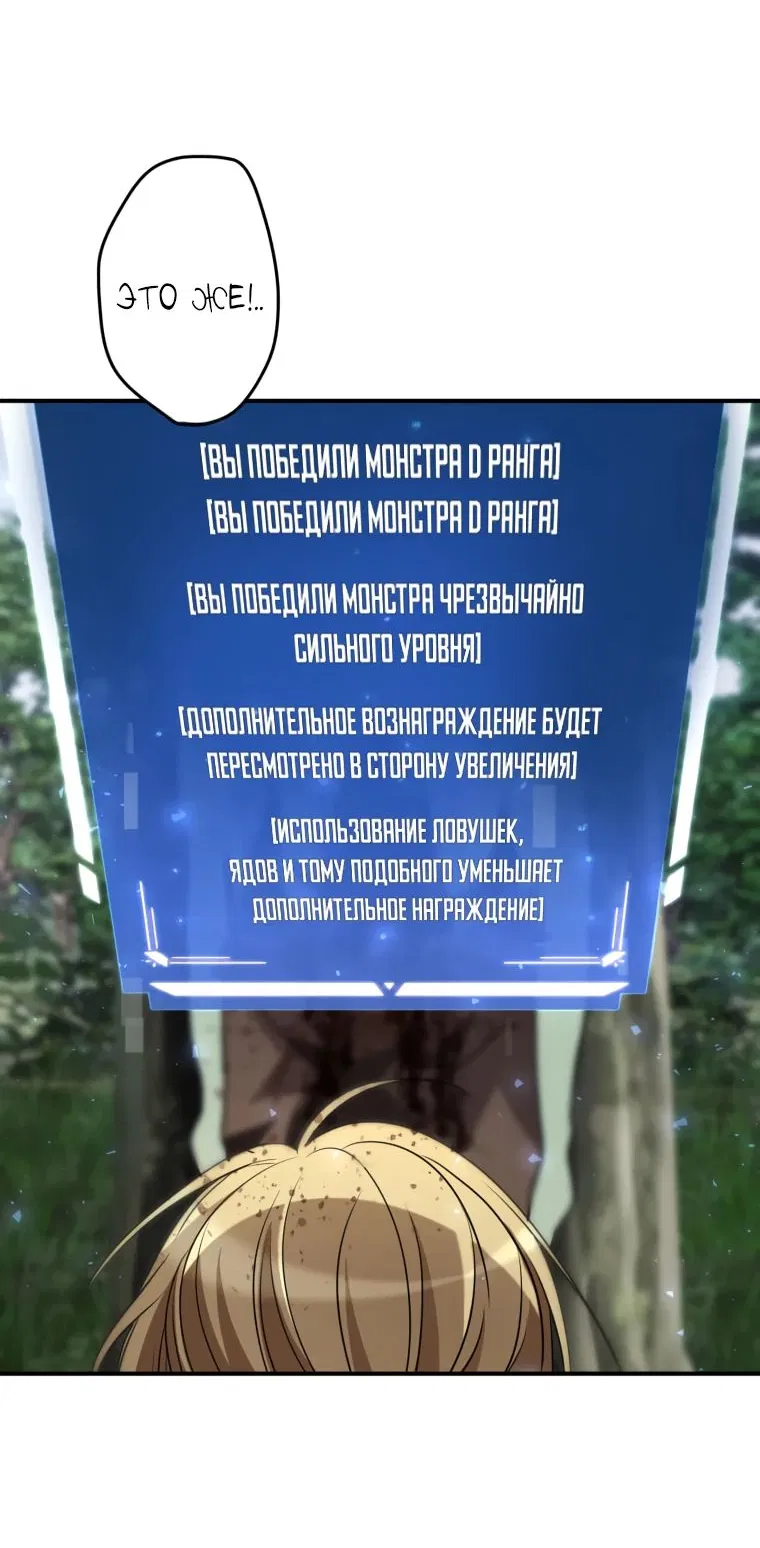 ЭТО ЖЕ!..
[ВЫ ПОБЕДИЛИ МОНСТРА D РАНГА]
[ВЫ ПОБЕДИЛИ МОНСТРА D РАНГА]
[ВЫ ПОБЕДИЛИ МОНСТРА ЧРЕЗВЫЧАЙНО
СИЛЬНОГО УРОВНЯ]
[ДОПОЛНИТЕЛЬНОЕ ВОЗНАГРАЖДЕНИЕ БУДЕТ
ПЕРЕСМОТРЕНО В СТОРОНУ УВЕЛИЧЕНИЯ]
[ИСПОЛЬЗОВАНИЕ ЛОВУШЕК,
ЯДОВ И ТОМУ ПОДОБНОГО УМЕНЬШАЕТ
ДОПОЛНИТЕЛЬНОЕ НАГРАЖДЕНИЕ]